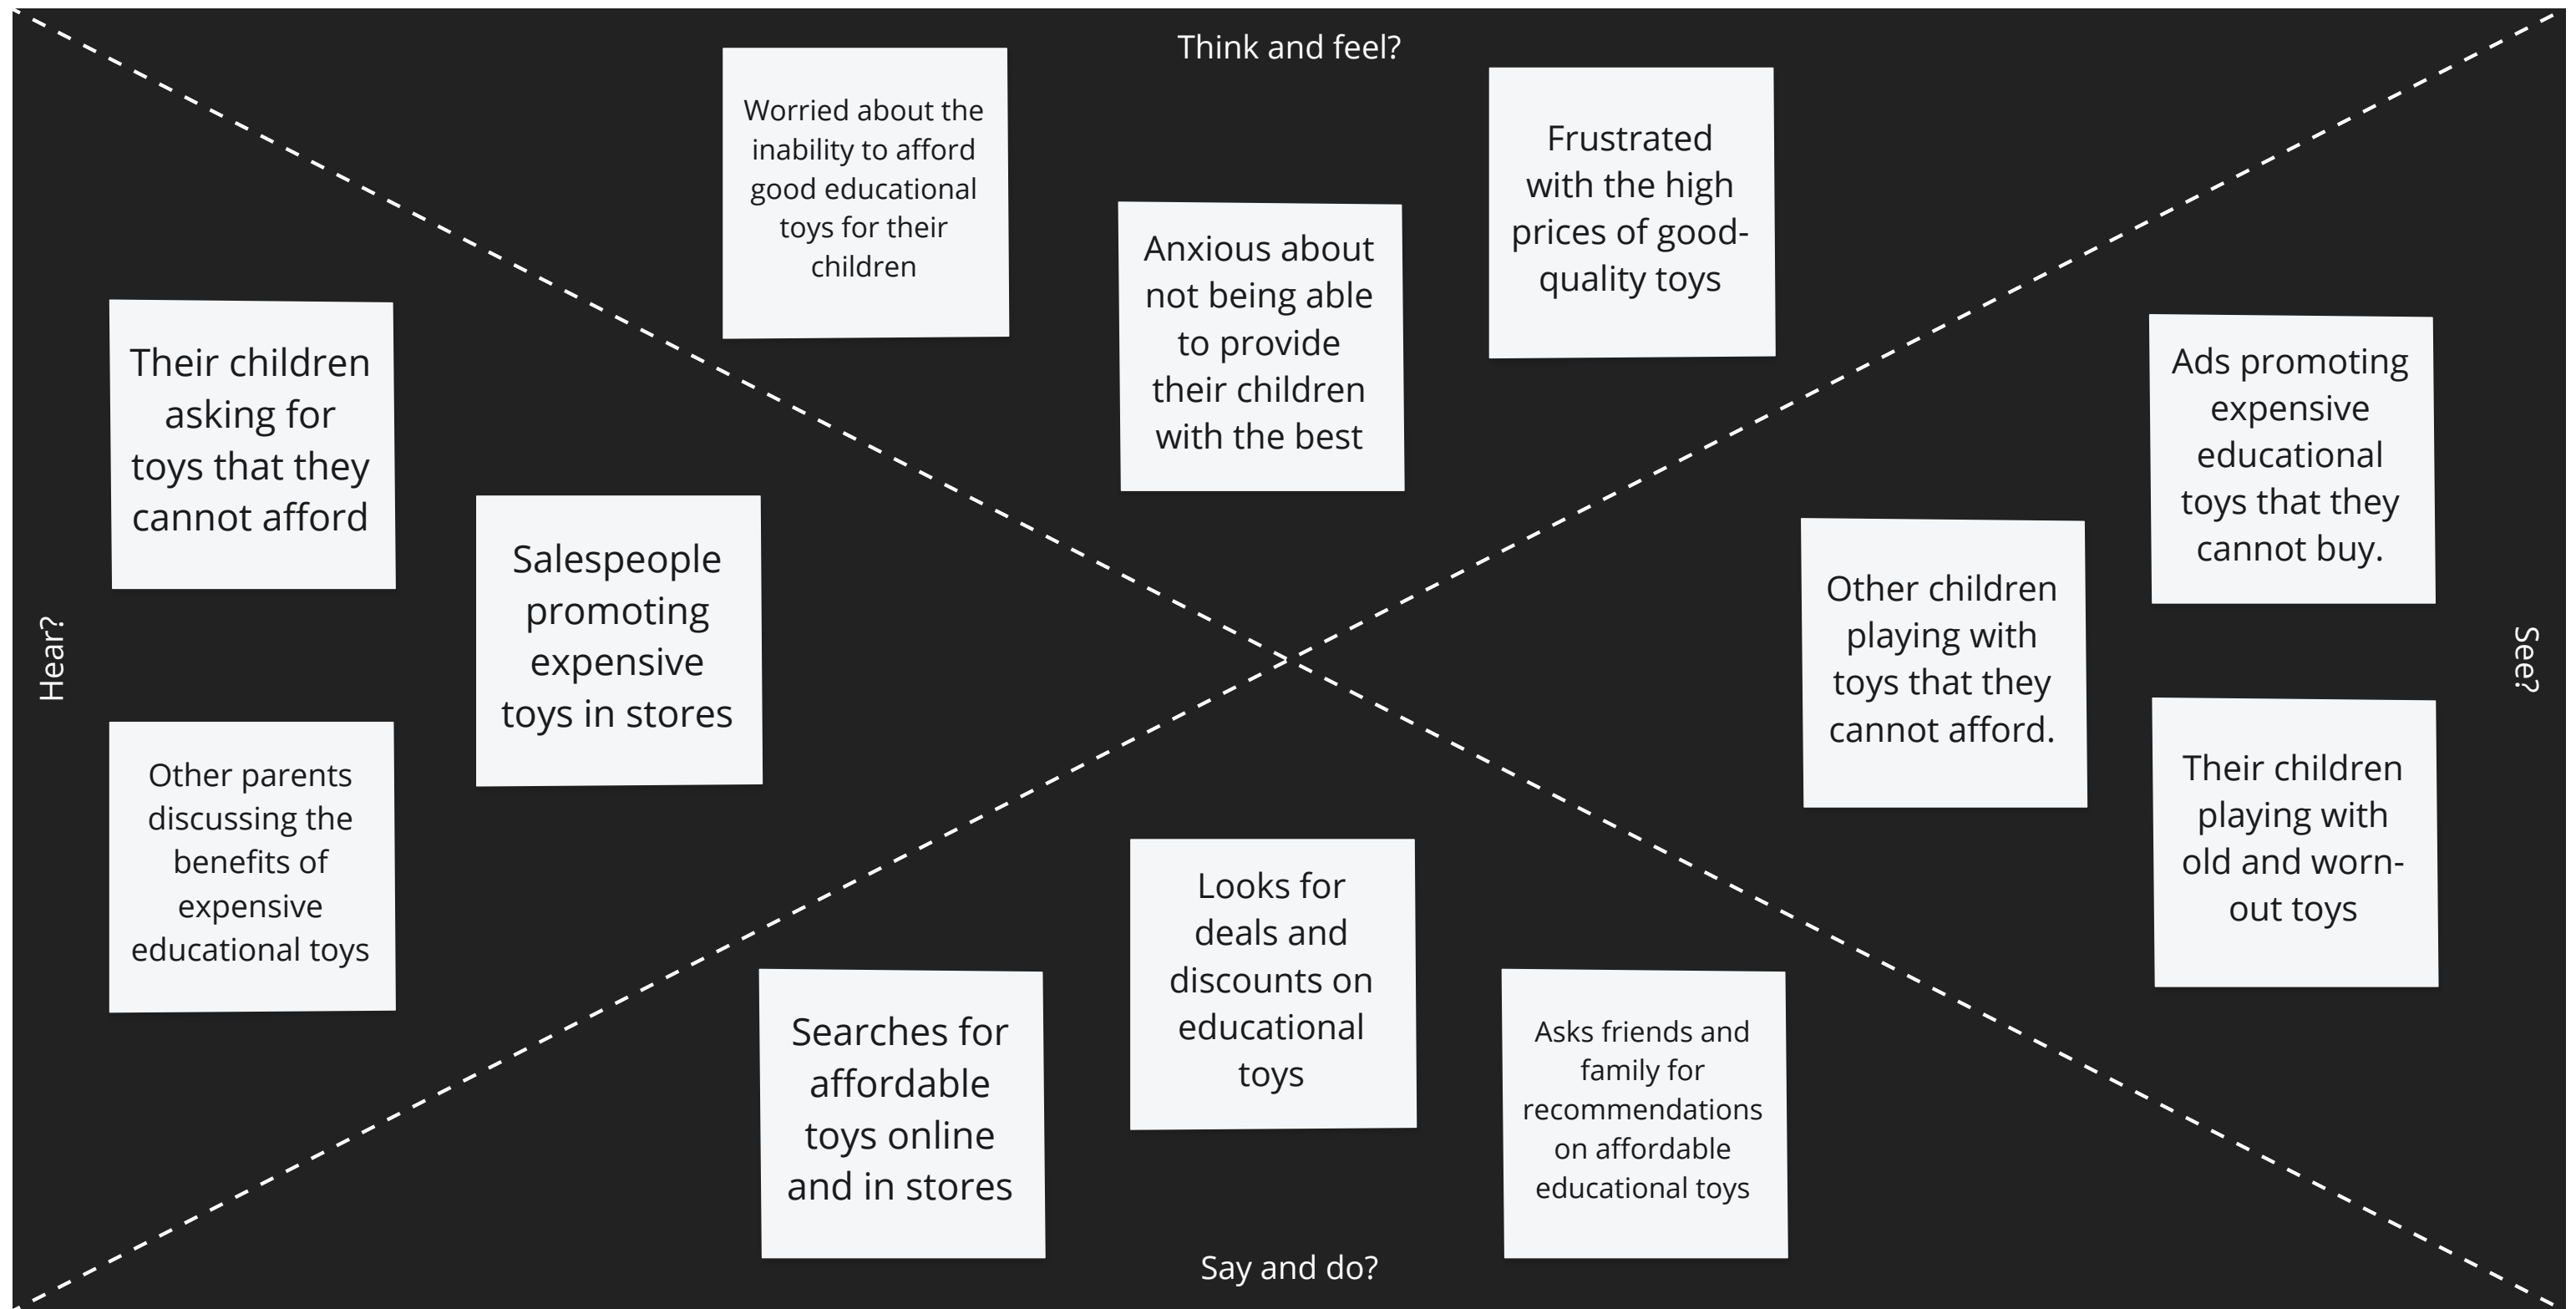 Think and feel?
Worried about the
inability to afford
good educational
toys for their
children
Anxious about
not being able
to provide
their children
with the best
Frustrated
with the high
prices of good-
quality toys
Hear?
Their children
asking for
toys that they
cannot afford
Salespeople
promoting
expensive
toys in stores
Other parents
discussing the
benefits of
expensive
educational toys
See?
Ads promoting
expensive
educational
toys that they
cannot buy.
Other children
playing with
toys that they
cannot afford.
Their children
playing with
old and worn-
out toys
Searches for
affordable
toys online
and in stores
Looks for
deals and
discounts on
educational
toys
Asks friends and
family for
recommendations
on affordable
educational toys
Say and do?